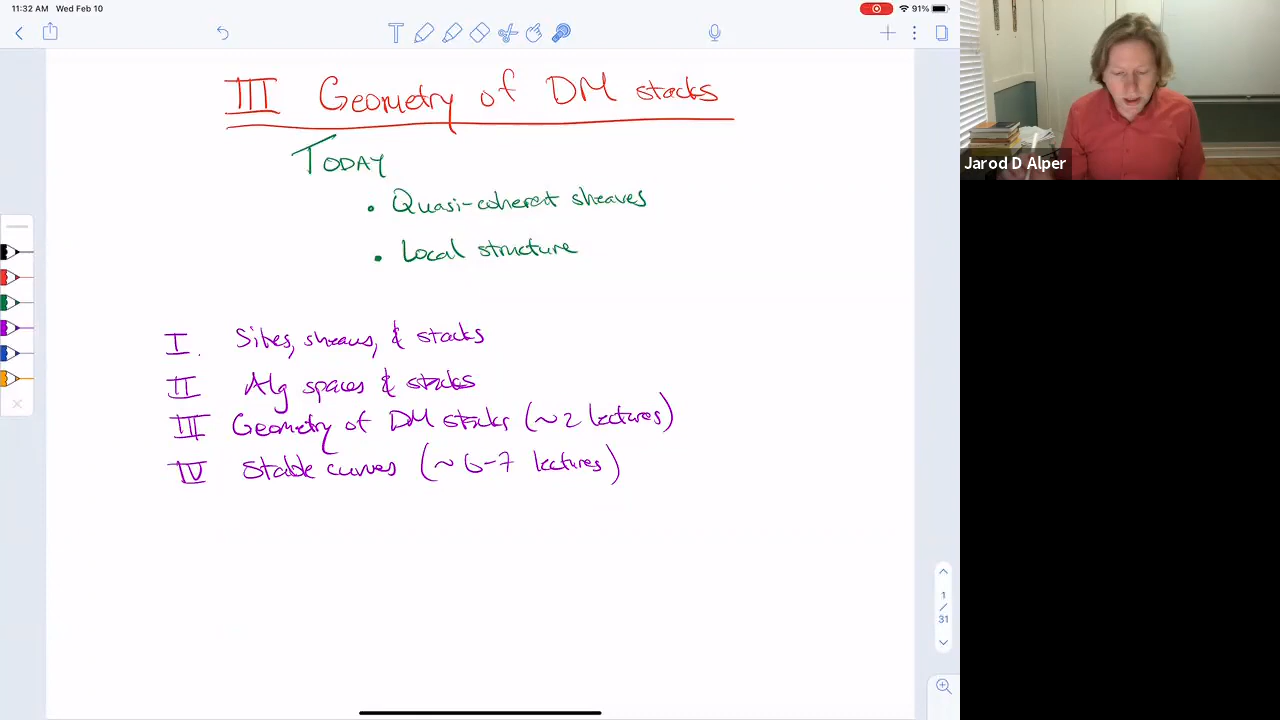 11:32 AM Wed Feb 10
91%
III Geometry of DM stacks
TODAY
• Quasi-coherent sheaves
• Local structure
I. Sites, sheaves, & stacks
II Alg spaces & stacks
III Geometry of DM stacks (~2 lectures)
IV Stable curves (~6-7 lectures)
1
/
31
Jarod D Alper